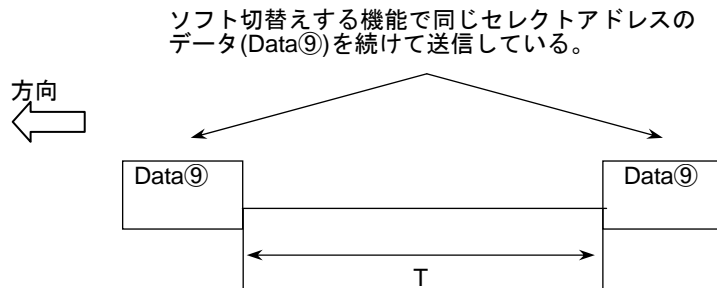 ソフト切替えする機能で同じセレクトアドレスの
データ(Data⑨)を続けて送信している。
方向
Data⑨
Data⑨
T